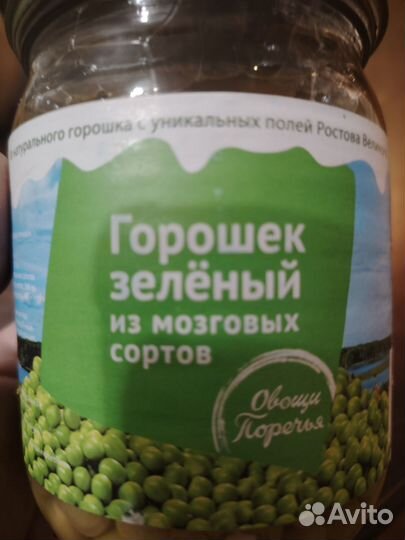 натурального горошка с уникальных полей Ростова Великого
Горошек
зелёный
из мозговых
сортов
Овощи
Поречья
Avito